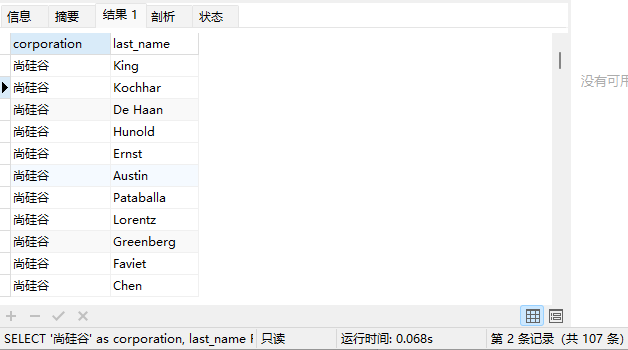 信息 摘要 结果 1 剖析 状态
corporation last_name
尚硅谷 King
尚硅谷 Kochhar
尚硅谷 De Haan
尚硅谷 Hunold
尚硅谷 Ernst
尚硅谷 Austin
尚硅谷 Pataballa
尚硅谷 Lorentz
尚硅谷 Greenberg
尚硅谷 Faviet
尚硅谷 Chen
没有可用
SELECT '尚硅谷' as corporation, last_name F 只读 运行时间: 0.068s 第 2 条记录 (共 107 条)